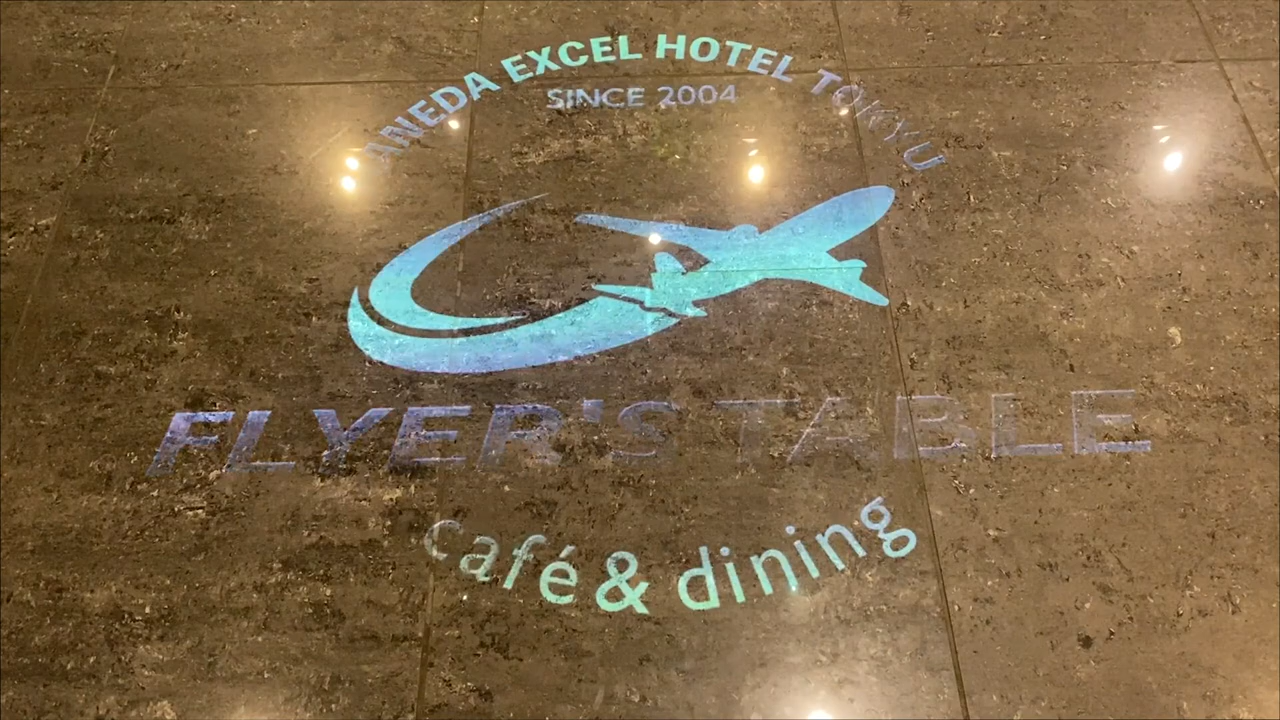 ANEDA EXCEL HOTEL TOKYU
SINCE 2004
FLYER'S TABLE
café & dining